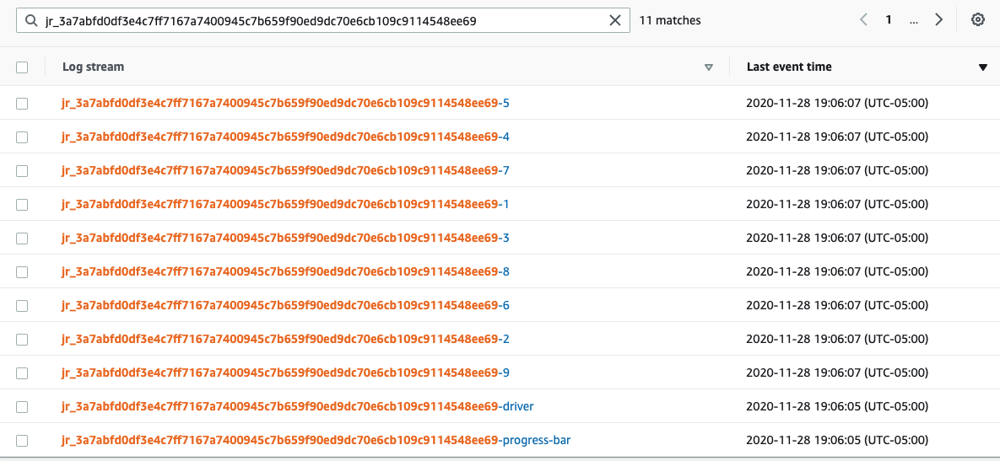 jr_3a7abfd0df3e4c7ff7167a7400945c7b659f90ed9dc70e6cb109c9114548ee69 11 matches 1 ...
Log stream Last event time
jr_3a7abfd0df3e4c7ff7167a7400945c7b659f90ed9dc70e6cb109c9114548ee69-5 2020-11-28 19:06:07 (UTC-05:00)
jr_3a7abfd0df3e4c7ff7167a7400945c7b659f90ed9dc70e6cb109c9114548ee69-4 2020-11-28 19:06:07 (UTC-05:00)
jr_3a7abfd0df3e4c7ff7167a7400945c7b659f90ed9dc70e6cb109c9114548ee69-7 2020-11-28 19:06:07 (UTC-05:00)
jr_3a7abfd0df3e4c7ff7167a7400945c7b659f90ed9dc70e6cb109c9114548ee69-1 2020-11-28 19:06:07 (UTC-05:00)
jr_3a7abfd0df3e4c7ff7167a7400945c7b659f90ed9dc70e6cb109c9114548ee69-3 2020-11-28 19:06:07 (UTC-05:00)
jr_3a7abfd0df3e4c7ff7167a7400945c7b659f90ed9dc70e6cb109c9114548ee69-8 2020-11-28 19:06:07 (UTC-05:00)
jr_3a7abfd0df3e4c7ff7167a7400945c7b659f90ed9dc70e6cb109c9114548ee69-6 2020-11-28 19:06:07 (UTC-05:00)
jr_3a7abfd0df3e4c7ff7167a7400945c7b659f90ed9dc70e6cb109c9114548ee69-2 2020-11-28 19:06:07 (UTC-05:00)
jr_3a7abfd0df3e4c7ff7167a7400945c7b659f90ed9dc70e6cb109c9114548ee69-9 2020-11-28 19:06:07 (UTC-05:00)
jr_3a7abfd0df3e4c7ff7167a7400945c7b659f90ed9dc70e6cb109c9114548ee69-driver 2020-11-28 19:06:05 (UTC-05:00)
jr_3a7abfd0df3e4c7ff7167a7400945c7b659f90ed9dc70e6cb109c9114548ee69-progress-bar 2020-11-28 19:06:05 (UTC-05:00)